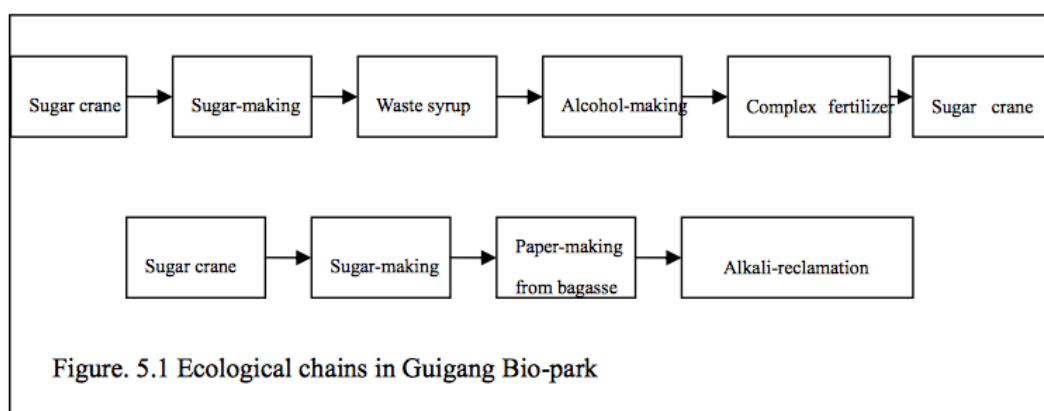 Sugar crane
Sugar-making
Waste syrup
Alcohol-making
Complex fertilizer
Sugar crane
Sugar crane
Sugar-making
Paper-making
from bagasse
Alkali-reclamation
Figure. 5.1 Ecological chains in Guigang Bio-park